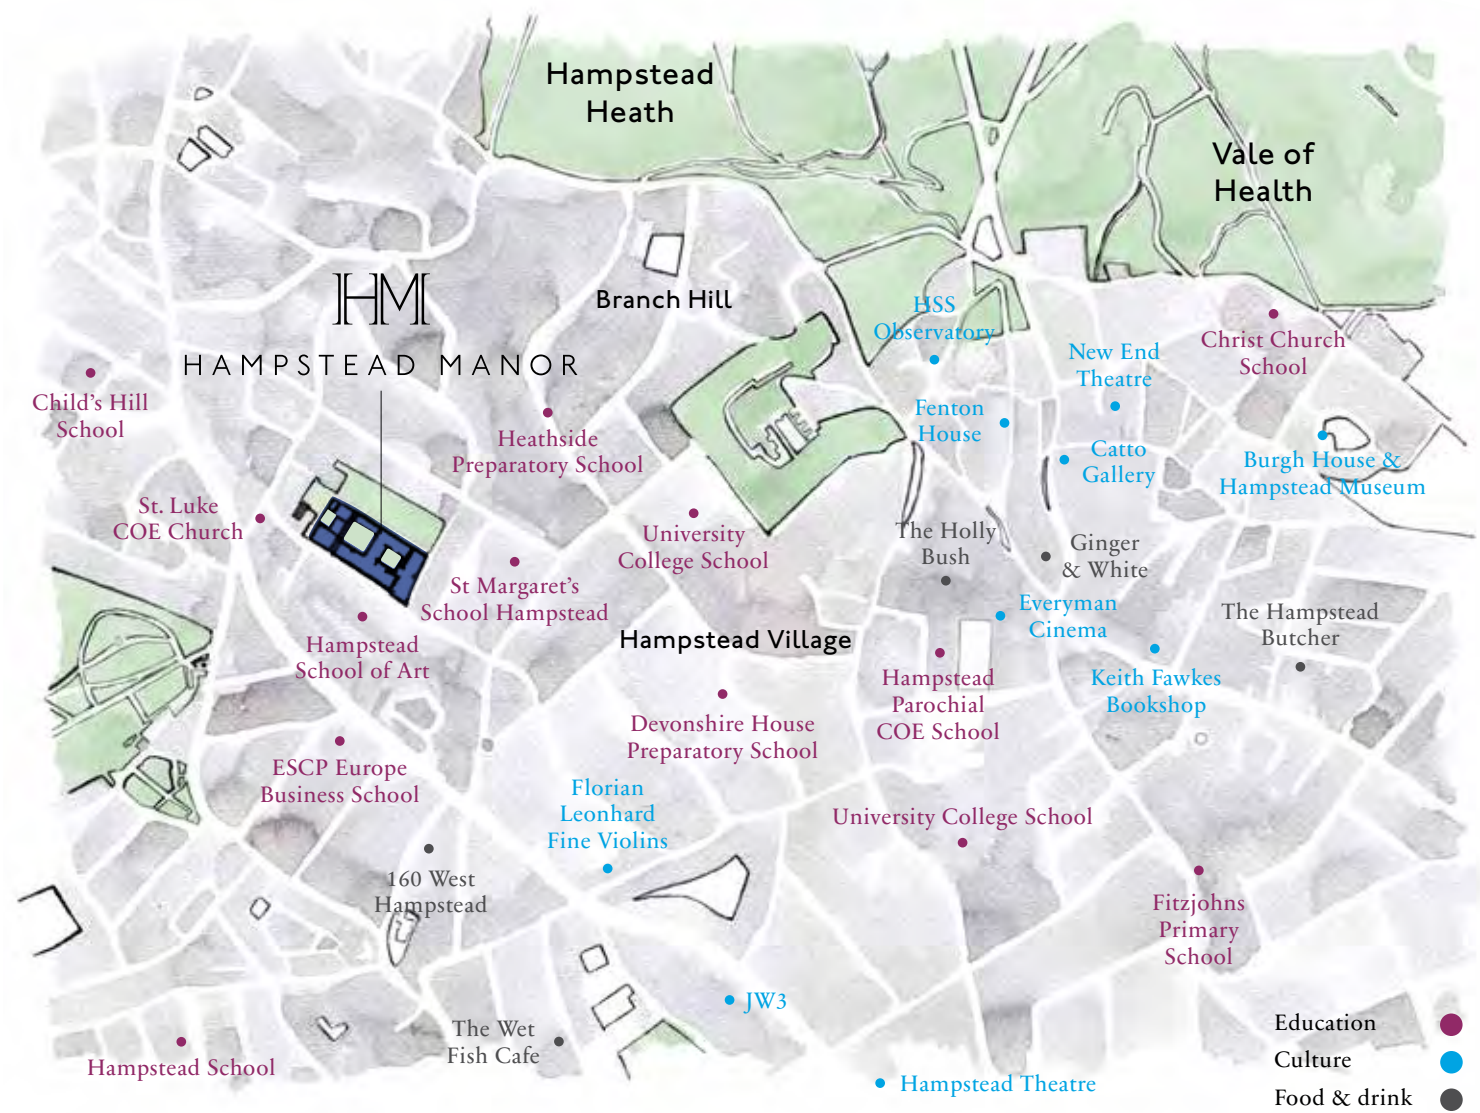 Hampstead
Heath
Vale of
Health
Branch Hill
HM
HAMPSTEAD MANOR
HSS
Observatory
Christ Church
School
New End
Theatre
Child's Hill
School
Fenton
House
Heathside
Preparatory School
Catto
Gallery
Burgh House &
Hampstead Museum
St. Luke
COE Church
University
College School
The Holly
Bush
Ginger
& White
St Margaret's
School Hampstead
Everyman
Cinema
The Hampstead
Butcher
Hampstead
School of Art
Hampstead Village
Hampstead
Parochial
COE School
Keith Fawkes
Bookshop
Devonshire House
Preparatory School
ESCP Europe
Business School
Florian
Leonhard
Fine Violins
University College School
160 West
Hampstead
Fitzjohns
Primary
School
JW3
The Wet
Fish Cafe
Hampstead School
Hampstead Theatre
Education
Culture
Food & drink